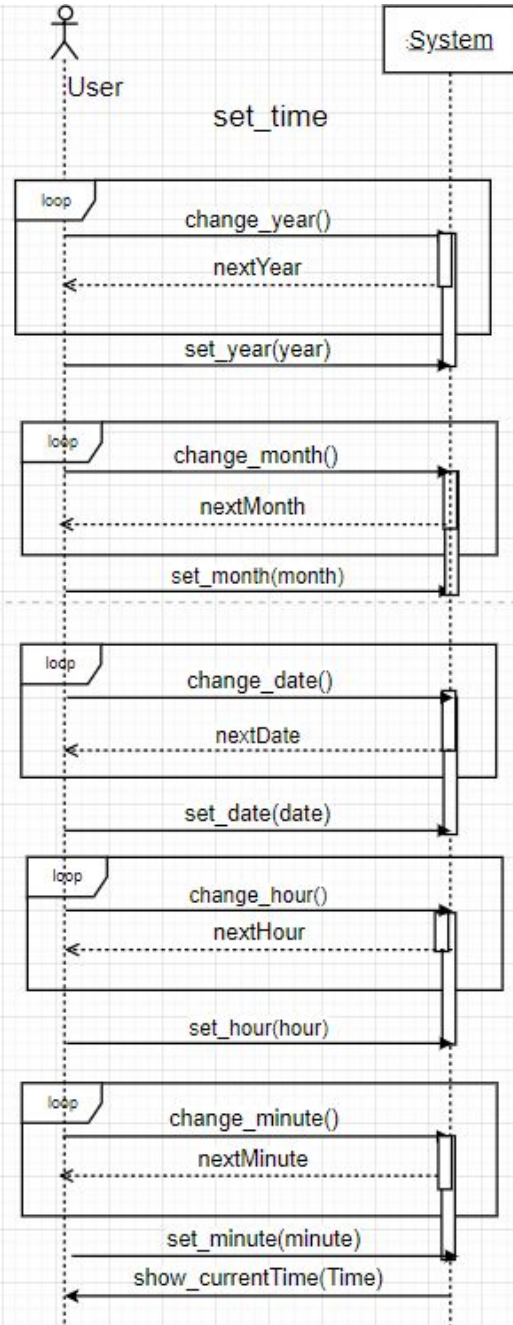 :System
User
set_time
loop
change_year()
nextYear
set_year(year)
loop
change_month()
nextMonth
set_month(month)
loop
change_date()
nextDate
set_date(date)
loop
change_hour()
nextHour
set_hour(hour)
loop
change_minute()
nextMinute
set_minute(minute)
show_currentTime(Time)